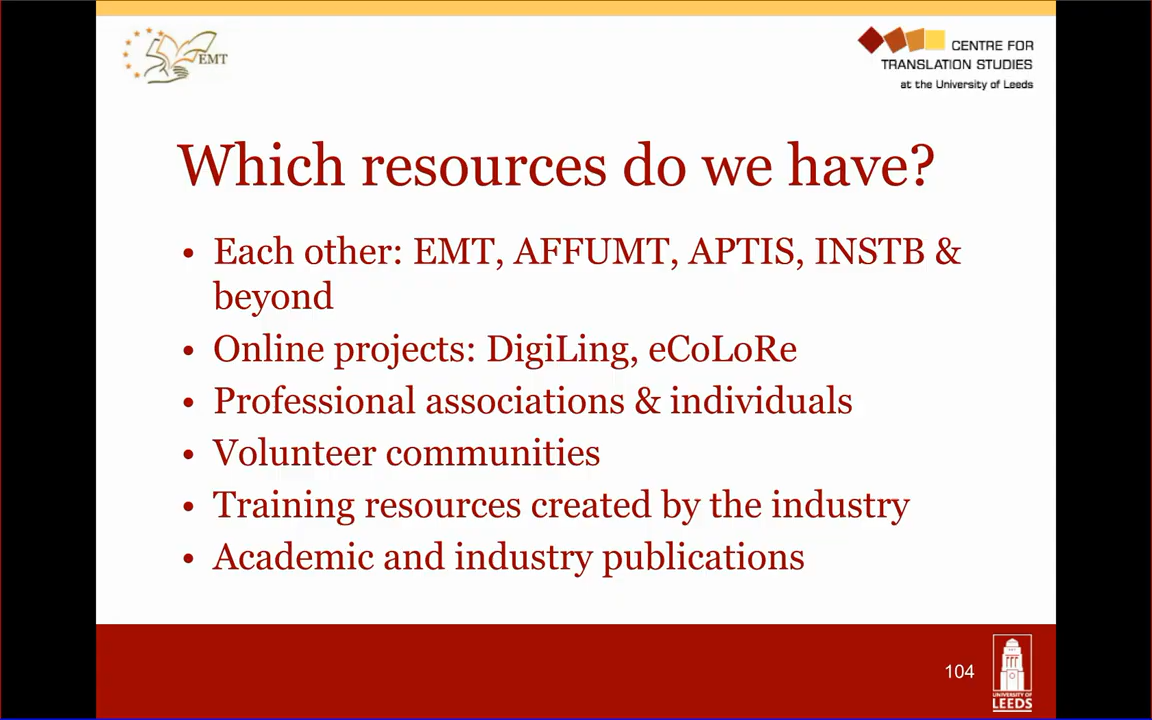 EMT
CENTRE FOR
TRANSLATION STUDIES
at the University of Leeds
Which resources do we have?
• Each other: EMT, AFFUMT, APTIS, INSTB &
beyond
• Online projects: DigiLing, eCoLoRe
• Professional associations & individuals
• Volunteer communities
• Training resources created by the industry
• Academic and industry publications
104
UNIVERSITY OF
LEEDS